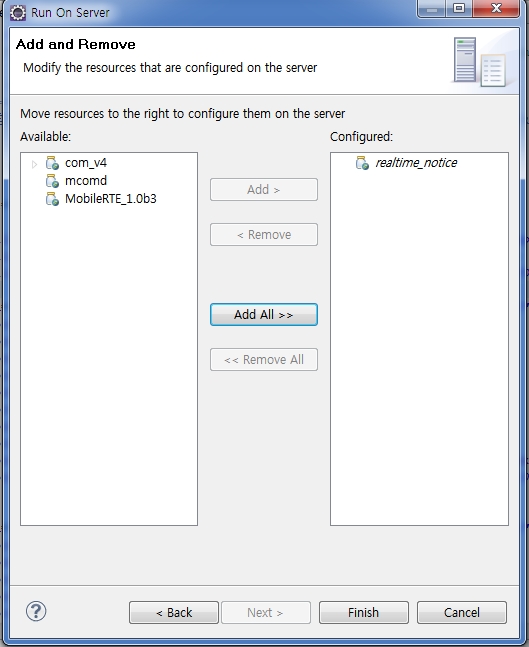 Run On Server
Add and Remove
Modify the resources that are configured on the server
Move resources to the right to configure them on the server
Available:
Configured:
com_v4
mcomd
MobileRTE_1.0b3
realtime_notice
Add >
< Remove
Add All >>
<< Remove All
?
< Back
Next >
Finish
Cancel